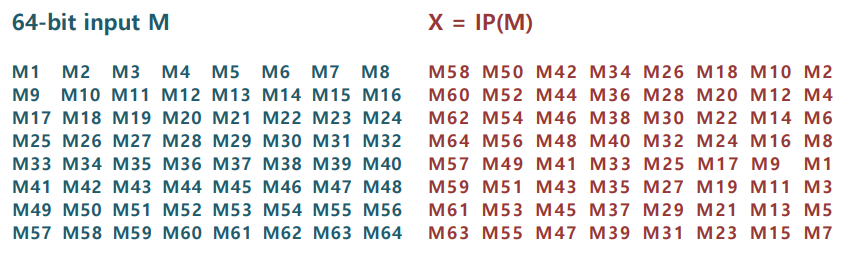 64-bit input M
M1 M2 M3 M4 M5 M6 M7 M8
M9 M10 M11 M12 M13 M14 M15 M16
M17 M18 M19 M20 M21 M22 M23 M24
M25 M26 M27 M28 M29 M30 M31 M32
M33 M34 M35 M36 M37 M38 M39 M40
M41 M42 M43 M44 M45 M46 M47 M48
M49 M50 M51 M52 M53 M54 M55 M56
M57 M58 M59 M60 M61 M62 M63 M64
X = IP(M)
M58 M50 M42 M34 M26 M18 M10 M2
M60 M52 M44 M36 M28 M20 M12 M4
M62 M54 M46 M38 M30 M22 M14 M6
M64 M56 M48 M40 M32 M24 M16 M8
M57 M49 M41 M33 M25 M17 M9 M1
M59 M51 M43 M35 M27 M19 M11 M3
M61 M53 M45 M37 M29 M21 M13 M5
M63 M55 M47 M39 M31 M23 M15 M7